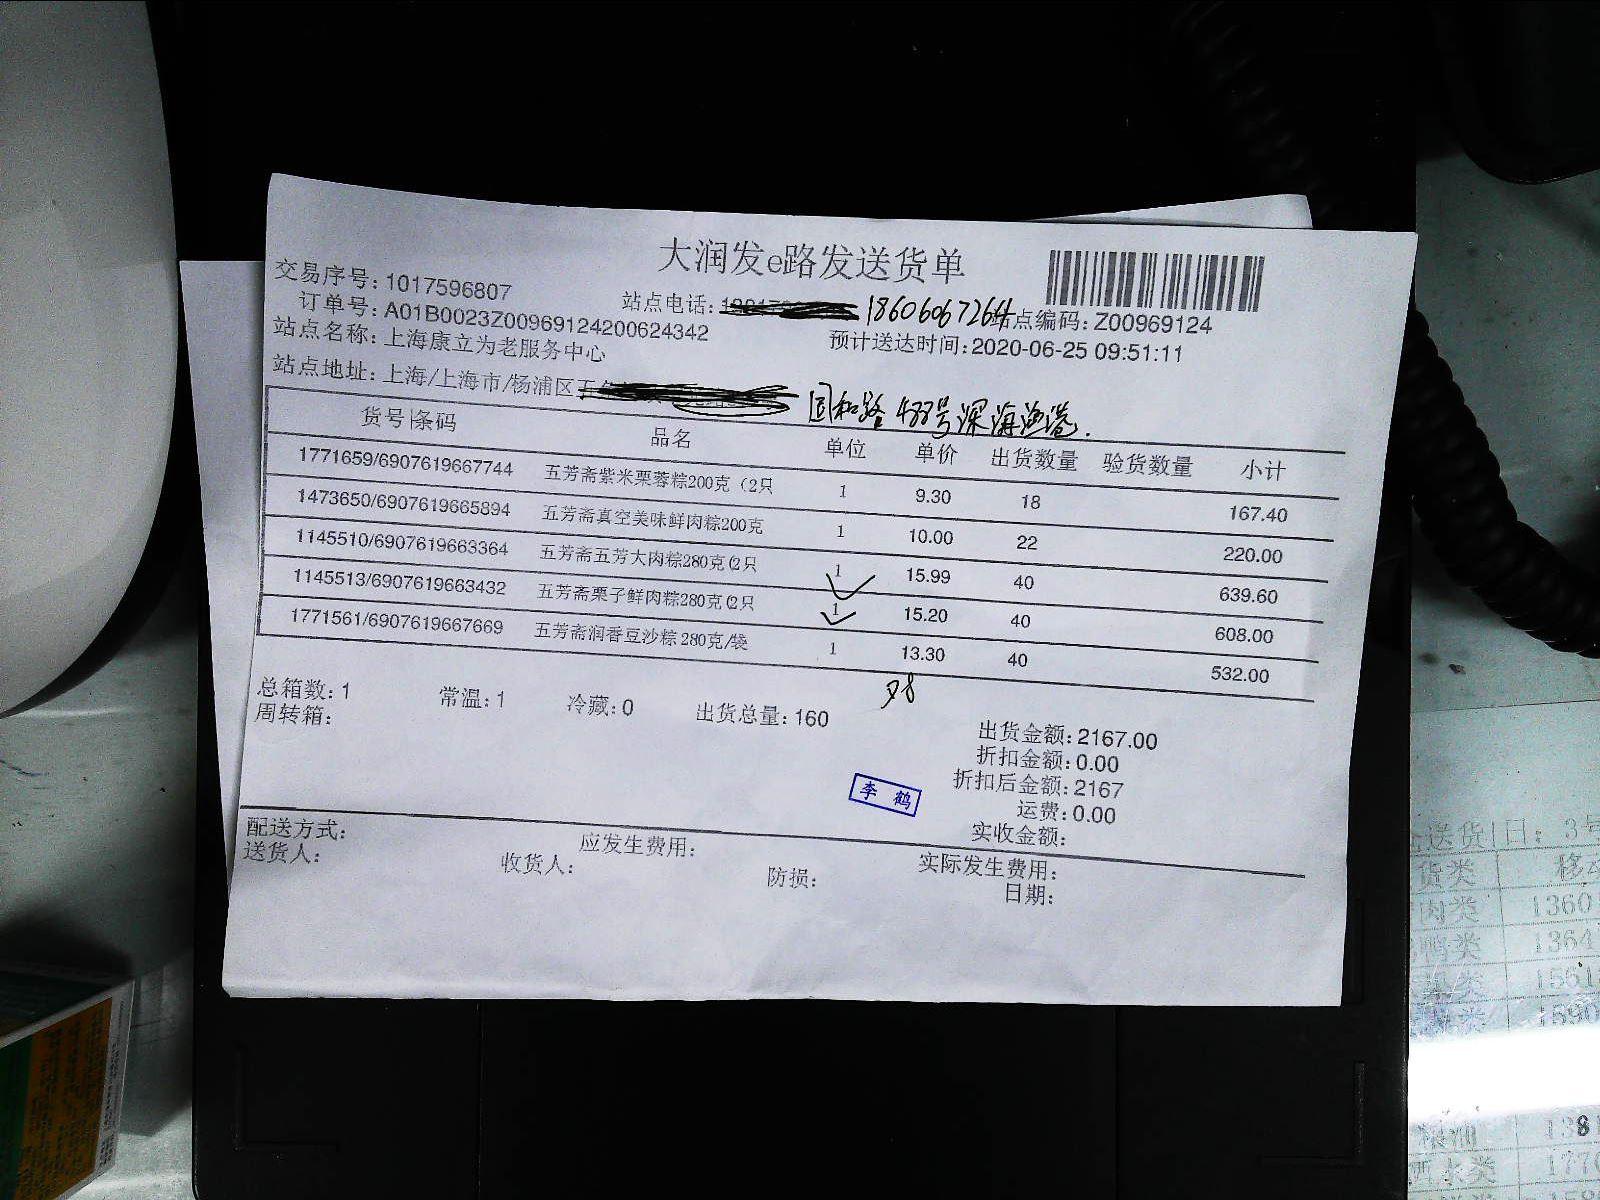 大润发e路发送货单
交易序号:1017596807
订单号:A01B0023Z00969124200624342
站点电话: 18606067264 站点编码:Z00969124
站点名称:上海康立为老服务中心
预计送达时间:2020-06-25 09:51:11
站点地址:上海/上海市/杨浦区 国和路433号深海渔港.
货号|条码 品名 单位 单价 出货数量 验货数量 小计
1771659/6907619667744 五芳斋紫米栗蓉粽200克（2只 1 9.30 18 167.40
1473650/6907619665894 五芳斋真空美味鲜肉粽200克 1 10.00 22 220.00
1145510/6907619663364 五芳斋五芳大肉粽280克(2只 1 15.99 40 639.60
1145513/6907619663432 五芳斋栗子鲜肉粽280克(2只 1 15.20 40 608.00
1771561/6907619667669 五芳斋润香豆沙粽 280克/袋 1 13.30 40 532.00
总箱数:1 常温:1 冷藏:0 出货总量:160
周转箱:
出货金额:2167.00
折扣金额:0.00
折扣后金额:2167
运费:0.00
实收金额:
李鹤
配送方式: 应发生费用: 实际发生费用:
送货人: 收货人: 防损: 日期:
送货|日: 3号
货类
肉类 1360
鸭类 1364